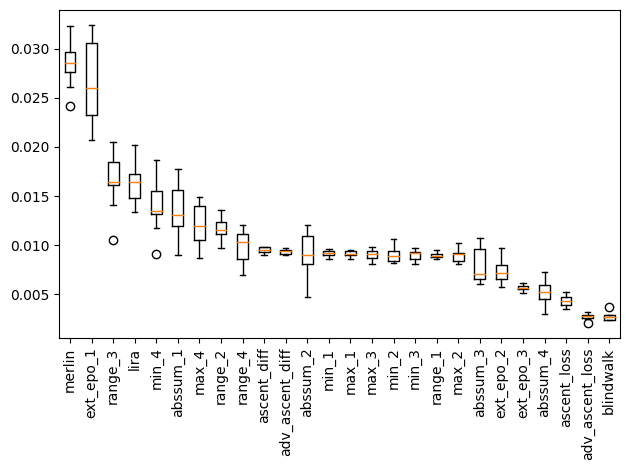 0.030
0.025
0.020
0.015
0.010
0.005
merlin
ext_epo_1
range_3
lira
min_4
abssum_1
max_4
range_2
range_4
ascent_diff
adv_ascent_diff
abssum_2
min_1
max_1
max_3
min_2
min_3
range_1
max_2
abssum_3
ext_epo_2
ext_epo_3
abssum_4
ascent_loss
adv_ascent_loss
blindwalk